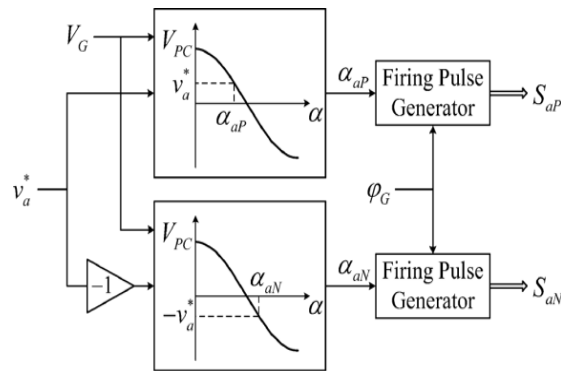 V_G
V_PC
v_a^*
α_aP
α
α_aP
Firing Pulse
Generator
S_aP
v_a^*
−1
φ_G
V_PC
α_aN
α
−v_a^*
α_aN
Firing Pulse
Generator
S_aN